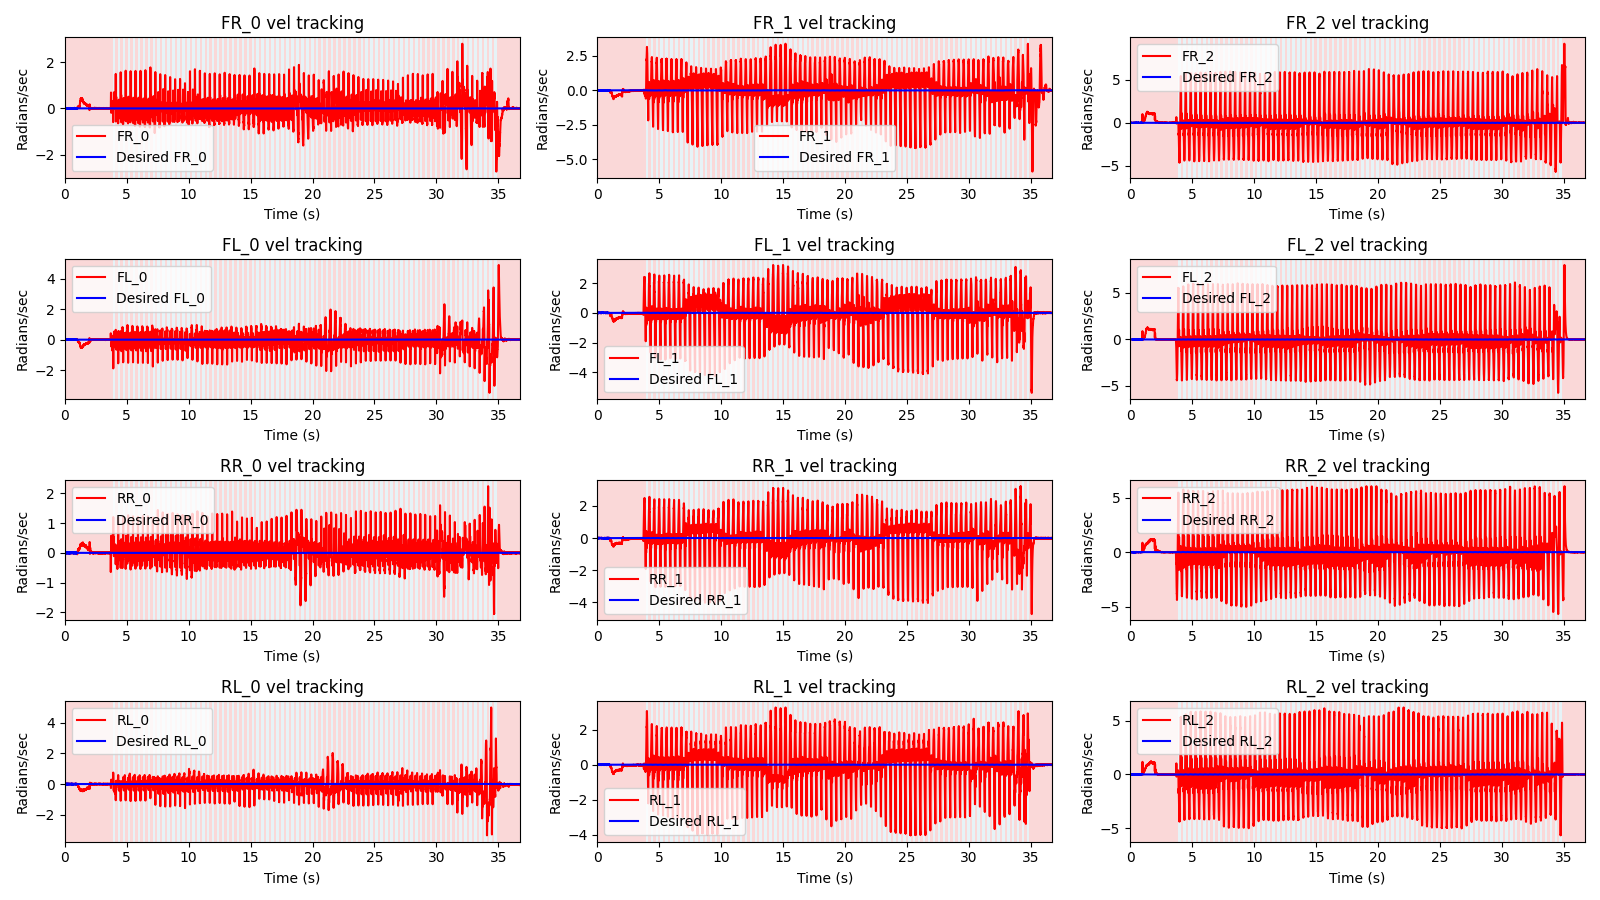 FR_0 vel tracking
FR_1 vel tracking
FR_2 vel tracking
Radians/sec
2
0
−2
FR_0
Desired FR_0
0 5 10 15 20 25 30 35
Time (s)
Radians/sec
2.5
0.0
−2.5
−5.0
FR_1
Desired FR_1
0 5 10 15 20 25 30 35
Time (s)
Radians/sec
5
0
−5
FR_2
Desired FR_2
0 5 10 15 20 25 30 35
Time (s)
FL_0 vel tracking
FL_1 vel tracking
FL_2 vel tracking
Radians/sec
4
2
0
−2
FL_0
Desired FL_0
0 5 10 15 20 25 30 35
Time (s)
Radians/sec
2
0
−2
−4
FL_1
Desired FL_1
0 5 10 15 20 25 30 35
Time (s)
Radians/sec
5
0
−5
FL_2
Desired FL_2
0 5 10 15 20 25 30 35
Time (s)
RR_0 vel tracking
RR_1 vel tracking
RR_2 vel tracking
Radians/sec
2
1
0
−1
−2
RR_0
Desired RR_0
0 5 10 15 20 25 30 35
Time (s)
Radians/sec
2
0
−2
−4
RR_1
Desired RR_1
0 5 10 15 20 25 30 35
Time (s)
Radians/sec
5
0
−5
RR_2
Desired RR_2
0 5 10 15 20 25 30 35
Time (s)
RL_0 vel tracking
RL_1 vel tracking
RL_2 vel tracking
Radians/sec
4
2
0
−2
RL_0
Desired RL_0
0 5 10 15 20 25 30 35
Time (s)
Radians/sec
2
0
−2
−4
RL_1
Desired RL_1
0 5 10 15 20 25 30 35
Time (s)
Radians/sec
5
0
−5
RL_2
Desired RL_2
0 5 10 15 20 25 30 35
Time (s)